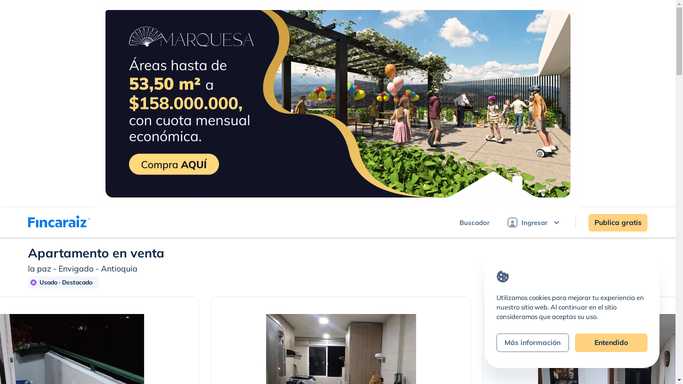 MARQUESA
Áreas hasta de
53,50 m² a
$158.000.000,
con cuota mensual
económica.
Compra AQUÍ
Fincaraiz
Buscador
Ingresar
Publica gratis
Apartamento en venta
la paz - Envigado - Antioquia
Usado · Destacado
Utilizamos cookies para mejorar tu experiencia en
nuestro sitio web. Al continuar en el sitio
consideramos que aceptas su uso.
Más información
Entendido